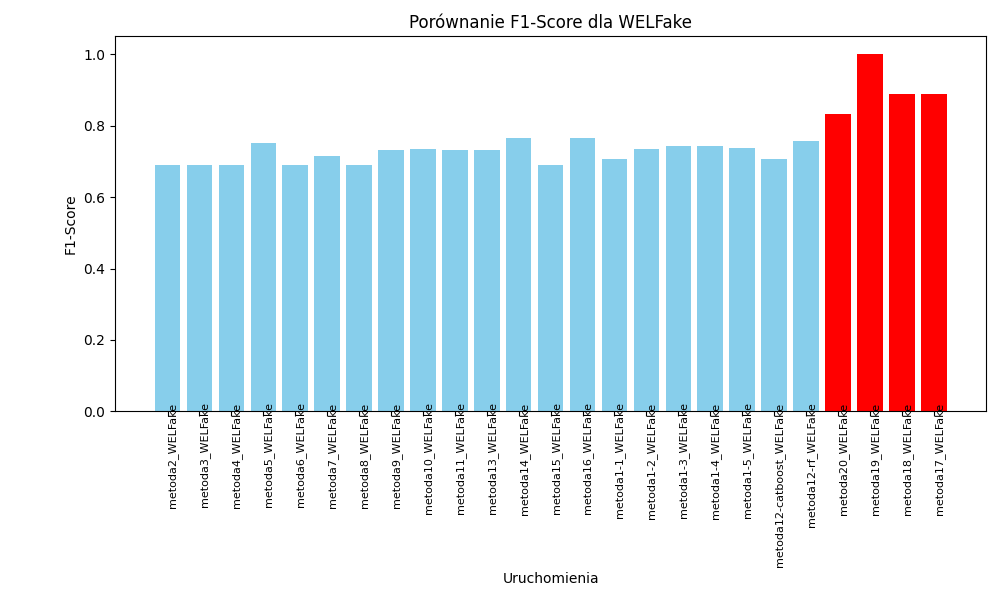 Porównanie F1-Score dla WELFake
F1-Score
1.0
0.8
0.6
0.4
0.2
0.0
metoda2_WELFake
metoda3_WELFake
metoda4_WELFake
metoda5_WELFake
metoda6_WELFake
metoda7_WELFake
metoda8_WELFake
metoda9_WELFake
metoda10_WELFake
metoda11_WELFake
metoda13_WELFake
metoda14_WELFake
metoda15_WELFake
metoda16_WELFake
metoda1-1_WELFake
metoda1-2_WELFake
metoda1-3_WELFake
metoda1-4_WELFake
metoda1-5_WELFake
metoda12-catboost_WELFake
metoda12-rf_WELFake
metoda20_WELFake
metoda19_WELFake
metoda18_WELFake
metoda17_WELFake
Uruchomienia